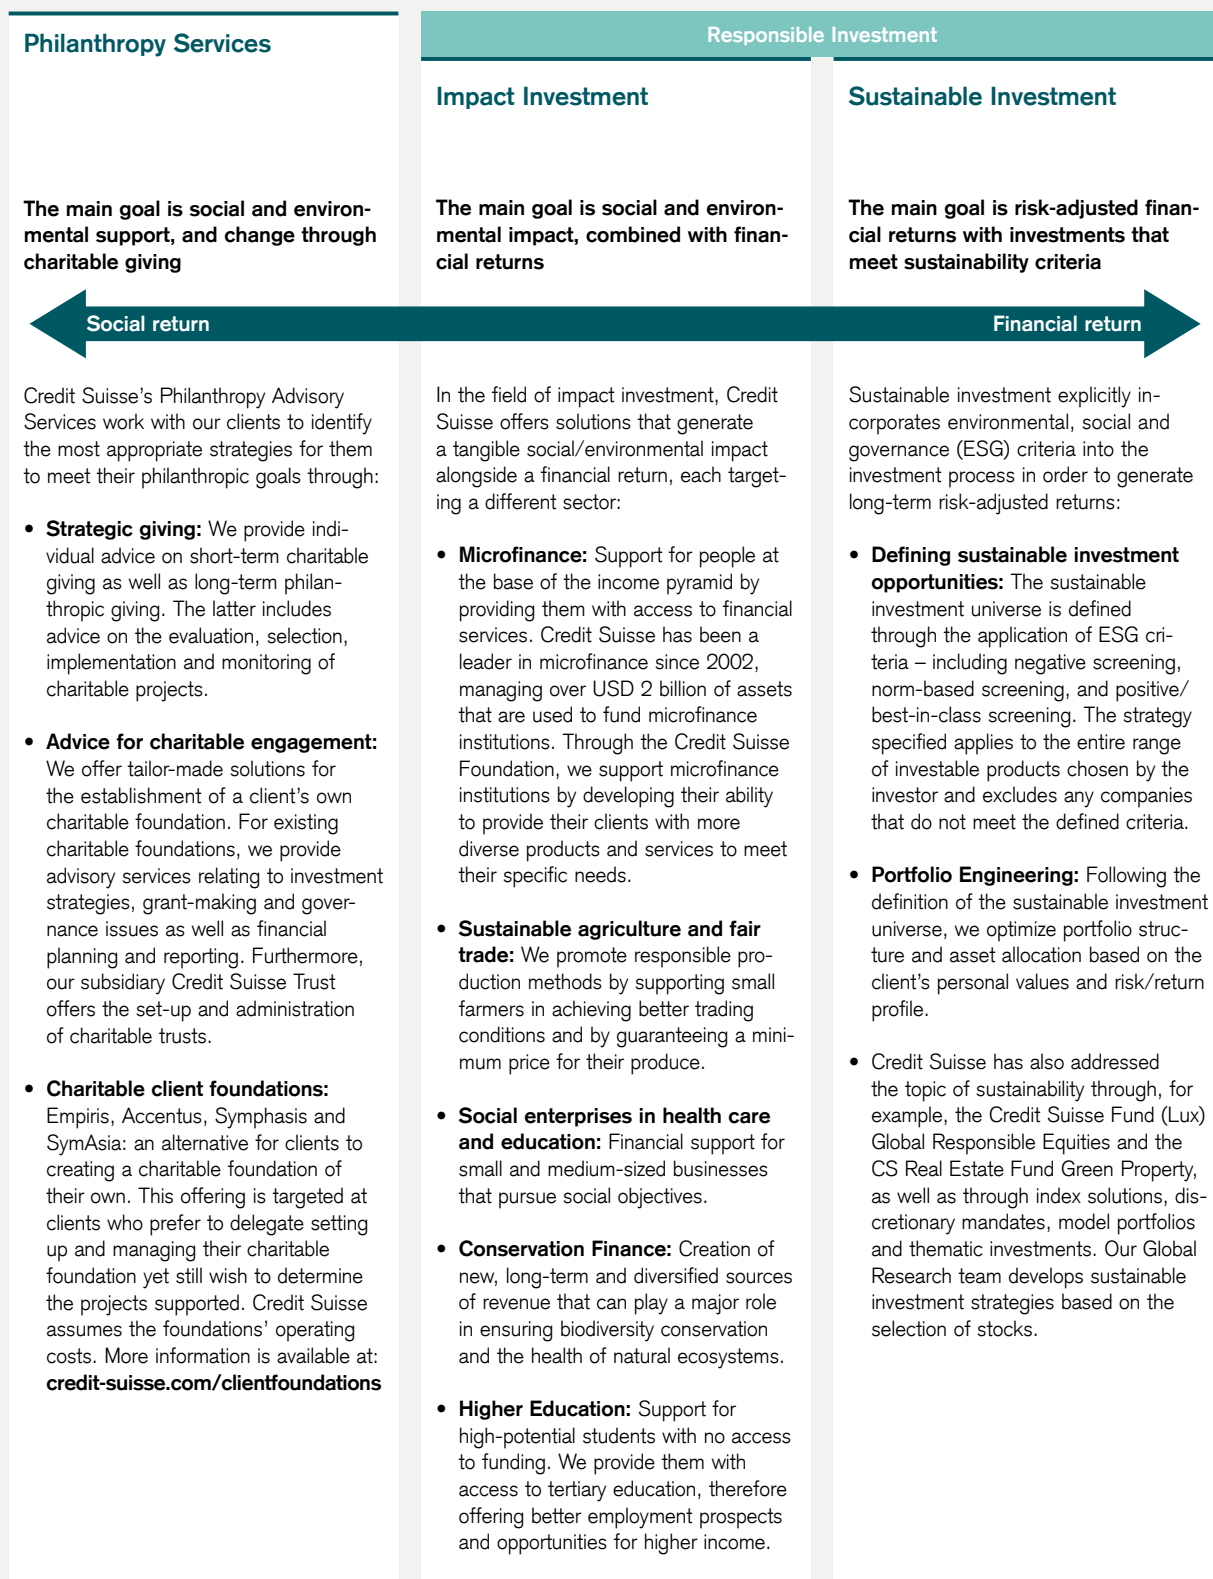 Philanthropy Services
The main goal is social and environ-
mental support, and change through
charitable giving
Responsible Investment
Impact Investment
The main goal is social and environ-
mental impact, combined with finan-
cial returns
Sustainable Investment
The main goal is risk-adjusted finan-
cial returns with investments that
meet sustainability criteria
Social return
Financial return
Credit Suisse's Philanthropy Advisory
Services work with our clients to identify
the most appropriate strategies for them
to meet their philanthropic goals through:
• Strategic giving: We provide indi-
vidual advice on short-term charitable
giving as well as long-term philan-
thropic giving. The latter includes
advice on the evaluation, selection,
implementation and monitoring of
charitable projects.
• Advice for charitable engagement:
We offer tailor-made solutions for
the establishment of a client's own
charitable foundation. For existing
charitable foundations, we provide
advisory services relating to investment
strategies, grant-making and gover-
nance issues as well as financial
planning and reporting. Furthermore,
our subsidiary Credit Suisse Trust
offers the set-up and administration
of charitable trusts.
• Charitable client foundations:
Empiris, Accentus, Symphasis and
SymAsia: an alternative for clients to
creating a charitable foundation of
their own. This offering is targeted at
clients who prefer to delegate setting
up and managing their charitable
foundation yet still wish to determine
the projects supported. Credit Suisse
assumes the foundations' operating
costs. More information is available at:
credit-suisse.com/clientfoundations
In the field of impact investment, Credit
Suisse offers solutions that generate
a tangible social/environmental impact
alongside a financial return, each target-
ing a different sector:
• Microfinance: Support for people at
the base of the income pyramid by
providing them with access to financial
services. Credit Suisse has been a
leader in microfinance since 2002,
managing over USD 2 billion of assets
that are used to fund microfinance
institutions. Through the Credit Suisse
Foundation, we support microfinance
institutions by developing their ability
to provide their clients with more
diverse products and services to meet
their specific needs.
• Sustainable agriculture and fair
trade: We promote responsible pro-
duction methods by supporting small
farmers in achieving better trading
conditions and by guaranteeing a mini-
mum price for their produce.
• Social enterprises in health care
and education: Financial support for
small and medium-sized businesses
that pursue social objectives.
• Conservation Finance: Creation of
new, long-term and diversified sources
of revenue that can play a major role
in ensuring biodiversity conservation
and the health of natural ecosystems.
• Higher Education: Support for
high-potential students with no access
to funding. We provide them with
access to tertiary education, therefore
offering better employment prospects
and opportunities for higher income.
Sustainable investment explicitly in-
corporates environmental, social and
governance (ESG) criteria into the
investment process in order to generate
long-term risk-adjusted returns:
• Defining sustainable investment
opportunities: The sustainable
investment universe is defined
through the application of ESG cri-
teria – including negative screening,
norm-based screening, and positive/
best-in-class screening. The strategy
specified applies to the entire range
of investable products chosen by the
investor and excludes any companies
that do not meet the defined criteria.
• Portfolio Engineering: Following the
definition of the sustainable investment
universe, we optimize portfolio struc-
ture and asset allocation based on the
client's personal values and risk/return
profile.
• Credit Suisse has also addressed
the topic of sustainability through, for
example, the Credit Suisse Fund (Lux)
Global Responsible Equities and the
CS Real Estate Fund Green Property,
as well as through index solutions, dis-
cretionary mandates, model portfolios
and thematic investments. Our Global
Research team develops sustainable
investment strategies based on the
selection of stocks.